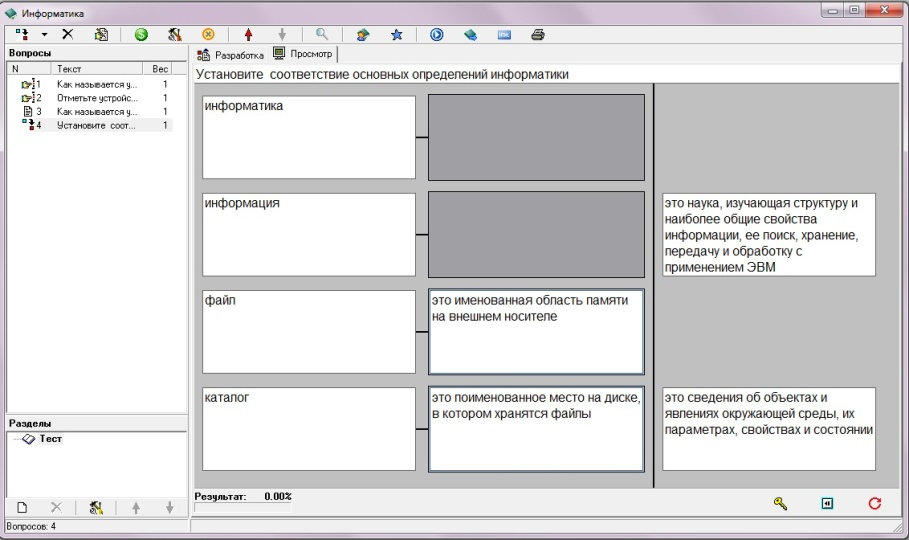 Информатика
Вопросы
N Текст Вес
1 Как называется у... 1
2 Отметьте устройс... 1
3 Как называется у... 1
4 Установите соот... 1
Разделы
Тест
Вопросов: 4
Разработка Просмотр
Установите соответствие основных определений информатики
информатика
информация
это наука, изучающая структуру и
наиболее общие свойства
информации, ее поиск, хранение,
передачу и обработку с
применением ЭВМ
файл
это именованная область памяти
на внешнем носителе
каталог
это поименованное место на диске,
в котором хранятся файлы
это сведения об объектах и
явлениях окружающей среды, их
параметрах, свойствах и состоянии
Результат: 0.00%